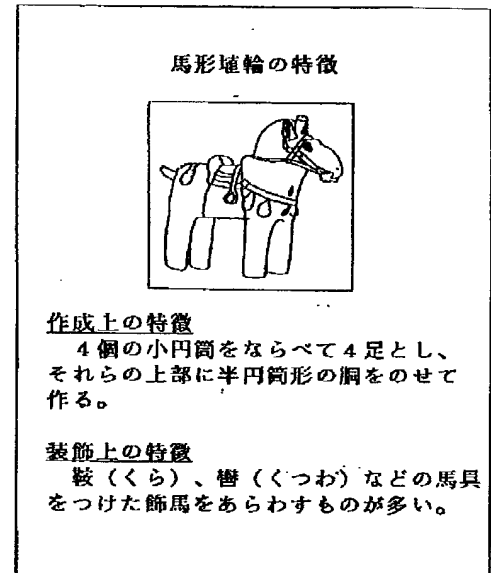 馬形埴輪の特徴
作成上の特徴
4個の小円筒をならべて4足とし、
それらの上部に半円筒形の胴をのせて
作る。
装飾上の特徴
鞍（くら）、轡（くつわ）などの馬具
をつけた飾馬をあらわすものが多い。